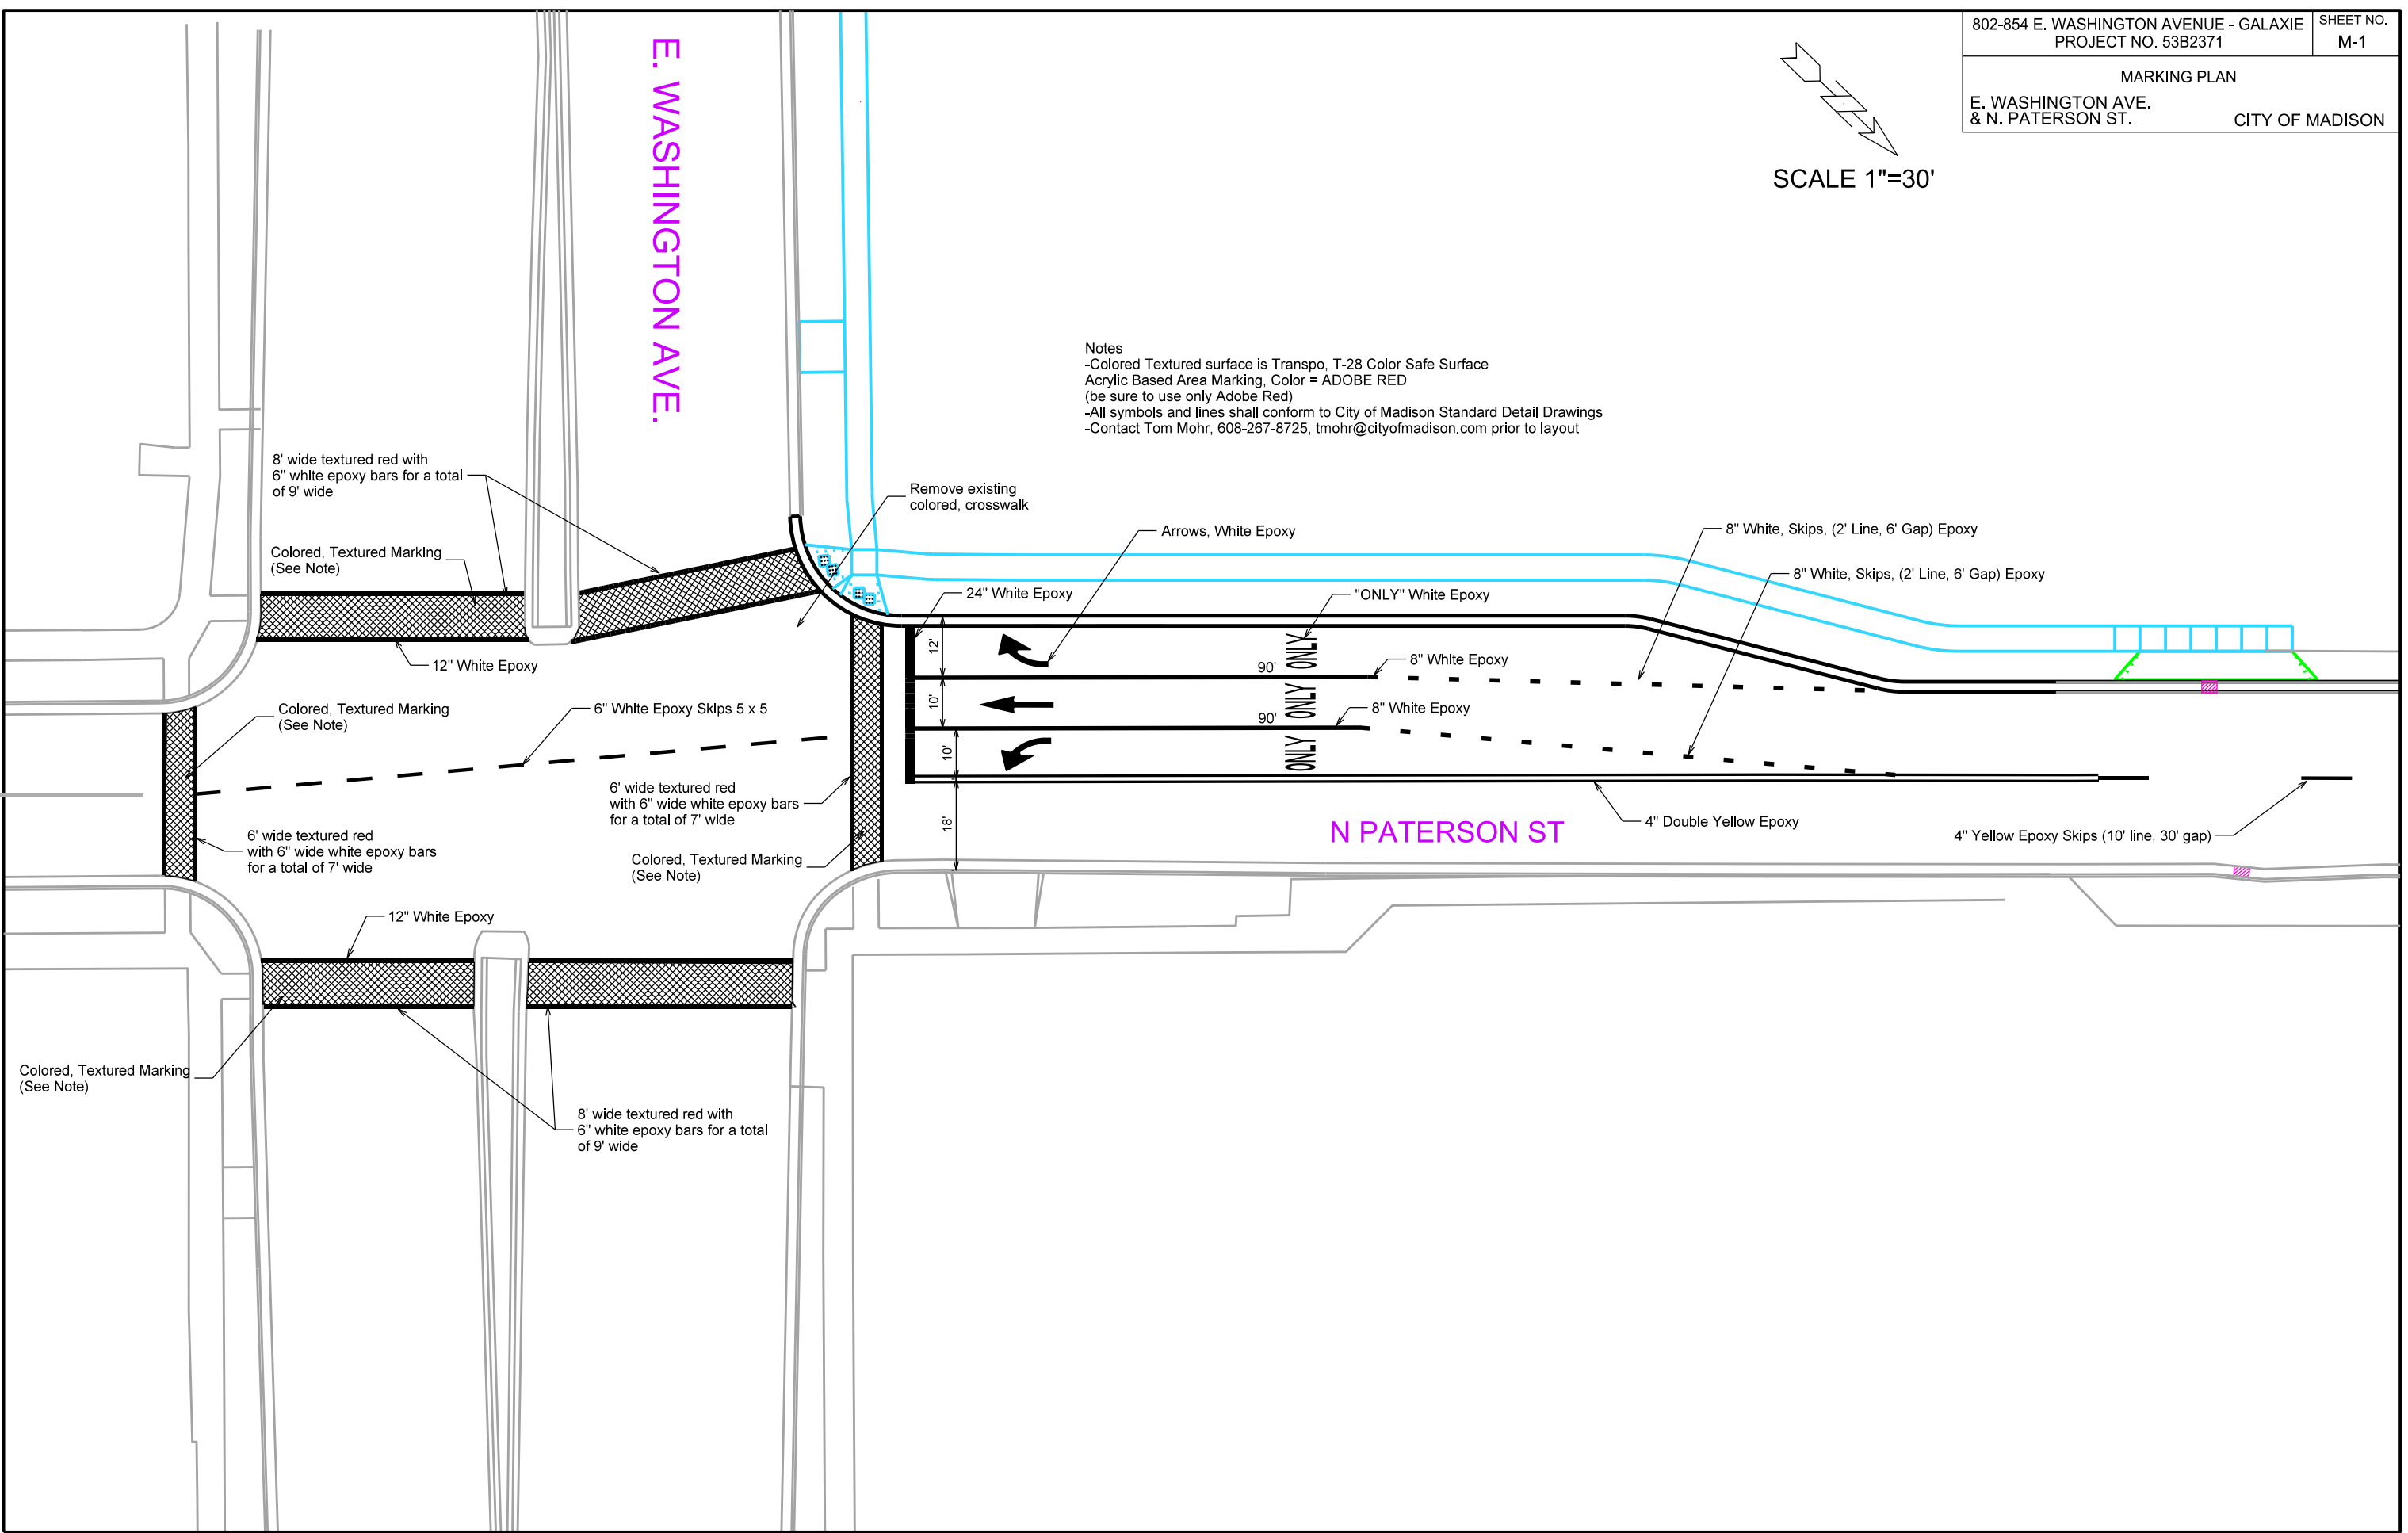 802-854 E. WASHINGTON AVENUE - GALAXIE
PROJECT NO. 53B2371
SHEET NO.
M-1
MARKING PLAN
E. WASHINGTON AVE.
& N. PATERSON ST.
CITY OF MADISON
SCALE 1"=30'
E. WASHINGTON AVE.
Notes
-Colored Textured surface is Transpo, T-28 Color Safe Surface
Acrylic Based Area Marking, Color = ADOBE RED
(be sure to use only Adobe Red)
-All symbols and lines shall conform to City of Madison Standard Detail Drawings
-Contact Tom Mohr, 608-267-8725, tmohr@cityofmadison.com prior to layout
8' wide textured red with
6" white epoxy bars for a total
of 9' wide
Remove existing
colored, crosswalk
Arrows, White Epoxy
8" White, Skips, (2' Line, 6' Gap) Epoxy
Colored, Textured Marking
(See Note)
8" White, Skips, (2' Line, 6' Gap) Epoxy
24" White Epoxy
"ONLY" White Epoxy
12" White Epoxy
12'
ONLY
90'
8" White Epoxy
Colored, Textured Marking
(See Note)
6" White Epoxy Skips 5 x 5
10'
ONLY
90'
8" White Epoxy
10'
ONLY
6' wide textured red
with 6" wide white epoxy bars
for a total of 7' wide
18'
N PATERSON ST
4" Double Yellow Epoxy
4" Yellow Epoxy Skips (10' line, 30' gap)
6' wide textured red
with 6" wide white epoxy bars
for a total of 7' wide
Colored, Textured Marking
(See Note)
12" White Epoxy
Colored, Textured Marking
(See Note)
8' wide textured red with
6" white epoxy bars for a total
of 9' wide